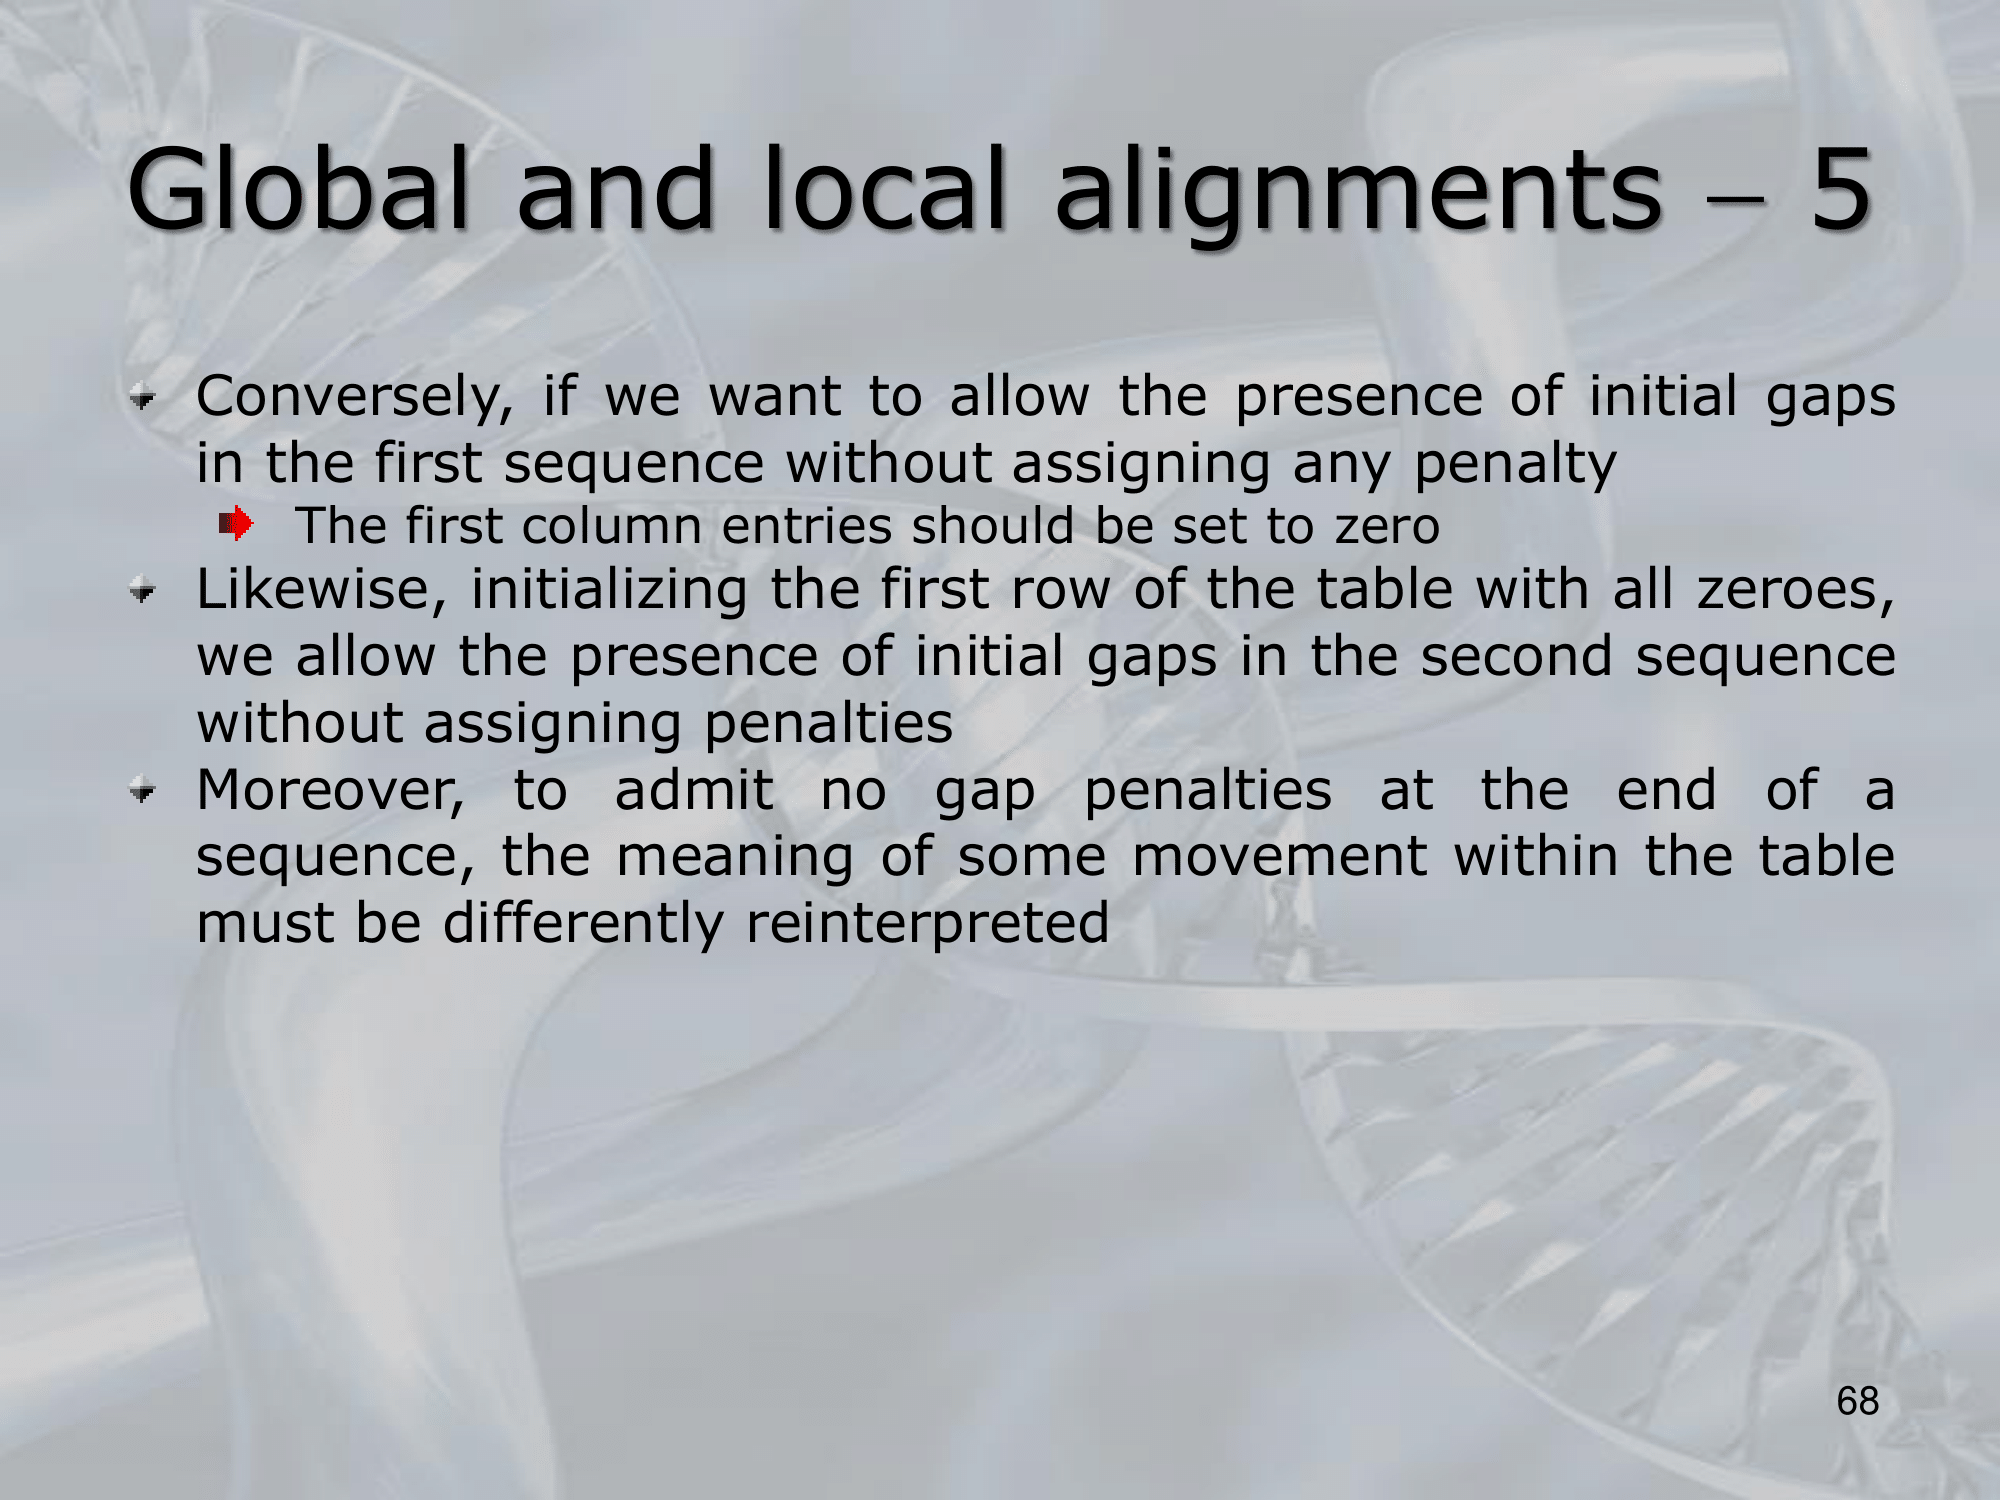 Global and local alignments – 5
Conversely, if we want to allow the presence of initial gaps
in the first sequence without assigning any penalty
The first column entries should be set to zero
Likewise, initializing the first row of the table with all zeroes,
we allow the presence of initial gaps in the second sequence
without assigning penalties
Moreover, to admit no gap penalties at the end of a
sequence, the meaning of some movement within the table
must be differently reinterpreted
68